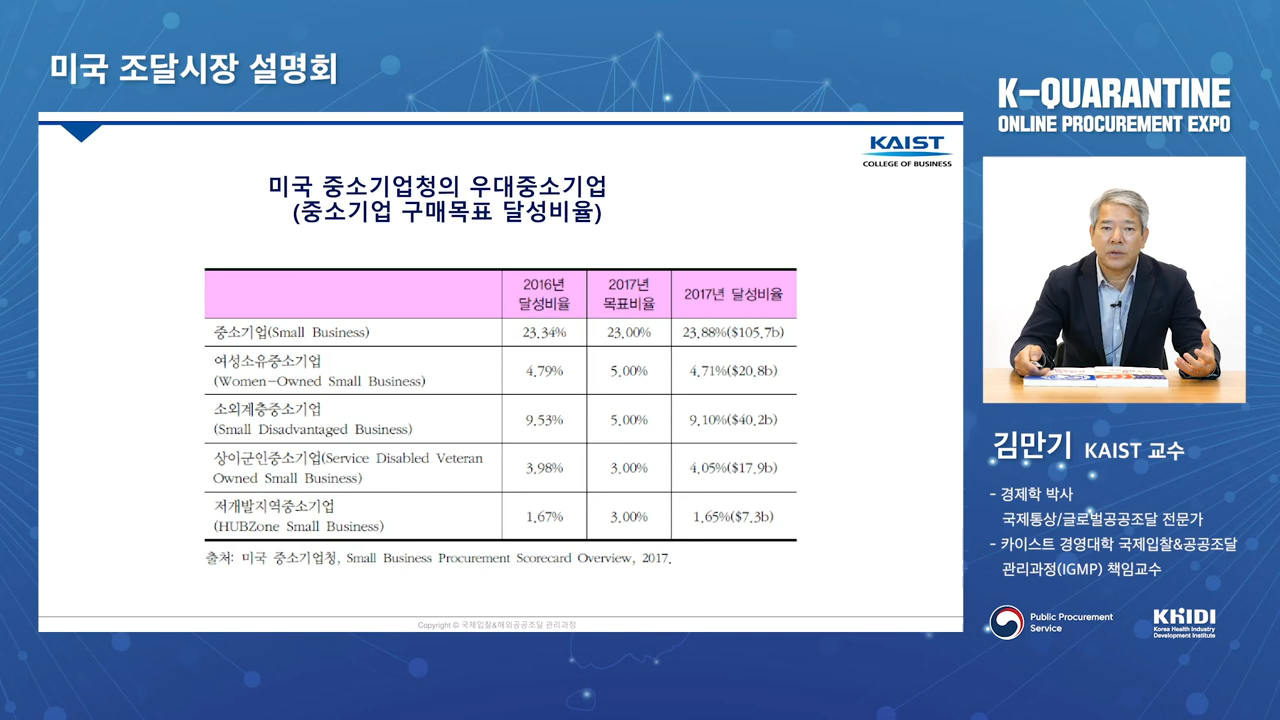 미국 조달시장 설명회
K-QUARANTINE
ONLINE PROCUREMENT EXPO
KAIST
COLLEGE OF BUSINESS
미국 중소기업청의 우대중소기업
(중소기업 구매목표 달성비율)
2016년 달성비율 2017년 목표비율 2017년 달성비율
중소기업(Small Business) 23.34% 23.00% 23.88%($105.7b)
여성소유중소기업
(Women-Owned Small Business) 4.79% 5.00% 4.71%($20.8b)
소외계층중소기업
(Small Disadvantaged Business) 9.53% 5.00% 9.10%($40.2b)
상이군인중소기업(Service Disabled Veteran
Owned Small Business) 3.98% 3.00% 4.05%($17.9b)
저개발지역중소기업
(HUBZone Small Business) 1.67% 3.00% 1.65%($7.3b)
출처: 미국 중소기업청, Small Business Procurement Scorecard Overview, 2017.
Copyright © 국제입찰&해외공공조달 관리과정
김만기 KAIST 교수
- 경제학 박사
국제통상/글로벌공공조달 전문가
- 카이스트 경영대학 국제입찰&공공조달
관리과정(IGMP) 책임교수
Public Procurement
Service
KHIDI
Korea Health Industry
Development Institute